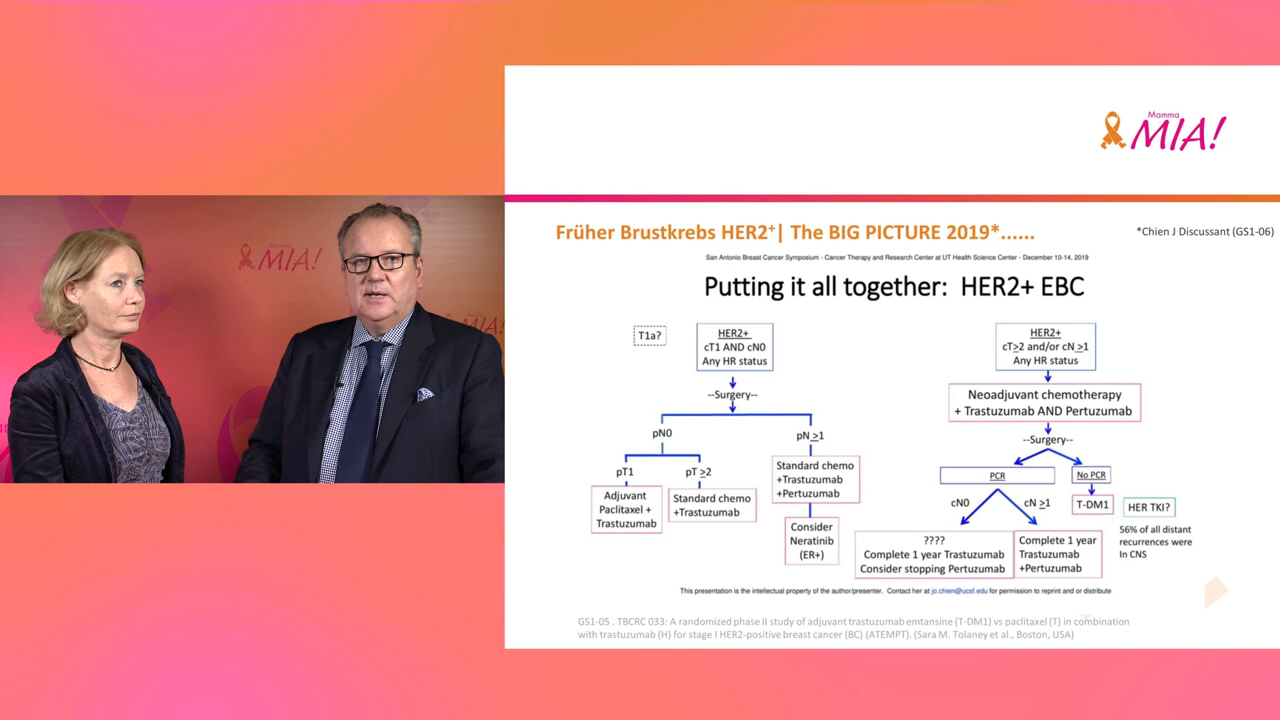 Mamma
MIA!
Mamma
MIA!
MIA!
Früher Brustkrebs HER2+| The BIG PICTURE 2019*......
*Chien J Discussant (GS1-06)
San Antonio Breast Cancer Symposium - Cancer Therapy and Research Center at UT Health Science Center - December 10-14, 2019
Putting it all together: HER2+ EBC
T1a?
HER2+
cT1 AND cN0
Any HR status
--Surgery--
pN0
pN ≥1
pT1
pT ≥2
Adjuvant
Paclitaxel +
Trastuzumab
Standard chemo
+Trastuzumab
Standard chemo
+Trastuzumab
+Pertuzumab
Consider
Neratinib
(ER+)
HER2+
cT≥2 and/or cN ≥1
Any HR status
Neoadjuvant chemotherapy
+ Trastuzumab AND Pertuzumab
--Surgery--
PCR
No PCR
cN0
cN ≥1
T-DM1
HER TKI?
56% of all distant
recurrences were
In CNS
????
Complete 1 year Trastuzumab
Consider stopping Pertuzumab
Complete 1 year
Trastuzumab
+Pertuzumab
This presentation is the intellectual property of the author/presenter. Contact her at jo.chien@ucsf.edu for permission to reprint and or distribute
GS1-05 . TBCRC 033: A randomized phase II study of adjuvant trastuzumab emtansine (T-DM1) vs paclitaxel (T) in combination
with trastuzumab (H) for stage I HER2-positive breast cancer (BC) (ATEMPT). (Sara M. Tolaney et al., Boston, USA)